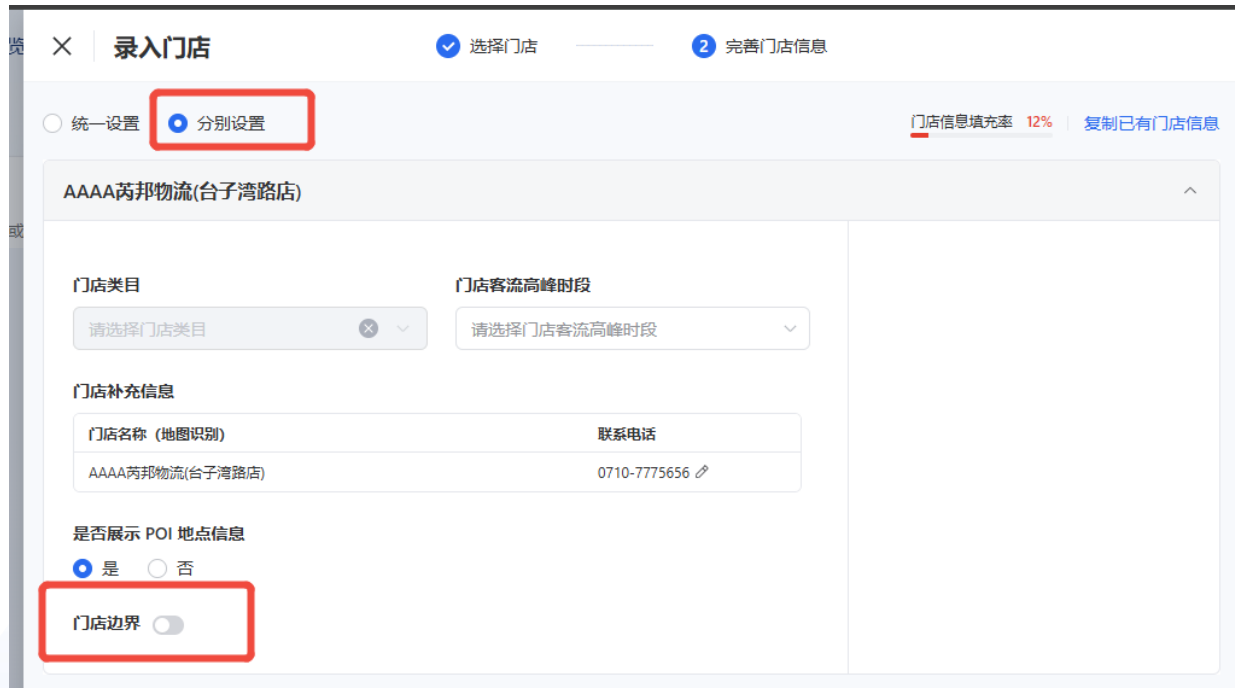 览
录入门店
选择门店
2 完善门店信息
统一设置
分别设置
门店信息填充率 12%
复制已有门店信息
AAAA芮邦物流(台子湾路店)
或
门店类目
门店客流高峰时段
请选择门店类目
请选择门店客流高峰时段
门店补充信息
门店名称（地图识别)
联系电话
AAAA芮邦物流(台子湾路店)
0710-7775656
是否展示 POI 地点信息
是
否
门店边界